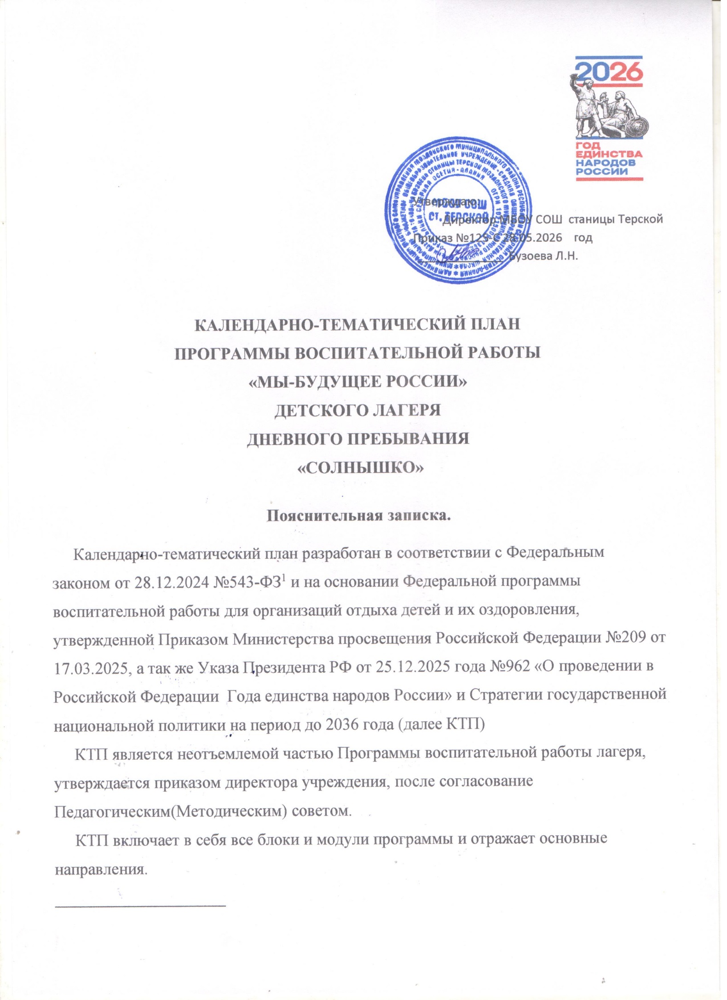 2026
ГОД
ЕДИНСТВА
НАРОДОВ
РОССИИ
Утверждаю:
МБОУ СОШ
СТ. ТЕРСКОЙ
Директор МБОУ СОШ станицы Терской
Приказ №125-С 28.05.2026 год
Бузоева Л.Н.
КАЛЕНДАРНО-ТЕМАТИЧЕСКИЙ ПЛАН
ПРОГРАММЫ ВОСПИТАТЕЛЬНОЙ РАБОТЫ
«МЫ-БУДУЩЕЕ РОССИИ»
ДЕТСКОГО ЛАГЕРЯ
ДНЕВНОГО ПРЕБЫВАНИЯ
«СОЛНЫШКО»
Пояснительная записка.
Календарно-тематический план разработан в соответствии с Федеральным
законом от 28.12.2024 №543-ФЗ¹ и на основании Федеральной программы
воспитательной работы для организаций отдыха детей и их оздоровления,
утвержденной Приказом Министерства просвещения Российской Федерации №209 от
17.03.2025, а так же Указа Президента РФ от 25.12.2025 года №962 «О проведении в
Российской Федерации Года единства народов России» и Стратегии государственной
национальной политики на период до 2036 года (далее КТП)
КТП является неотъемлемой частью Программы воспитательной работы лагеря,
утверждается приказом директора учреждения, после согласование
Педагогическим(Методическим) советом.
КТП включает в себя все блоки и модули программы и отражает основные
направления.